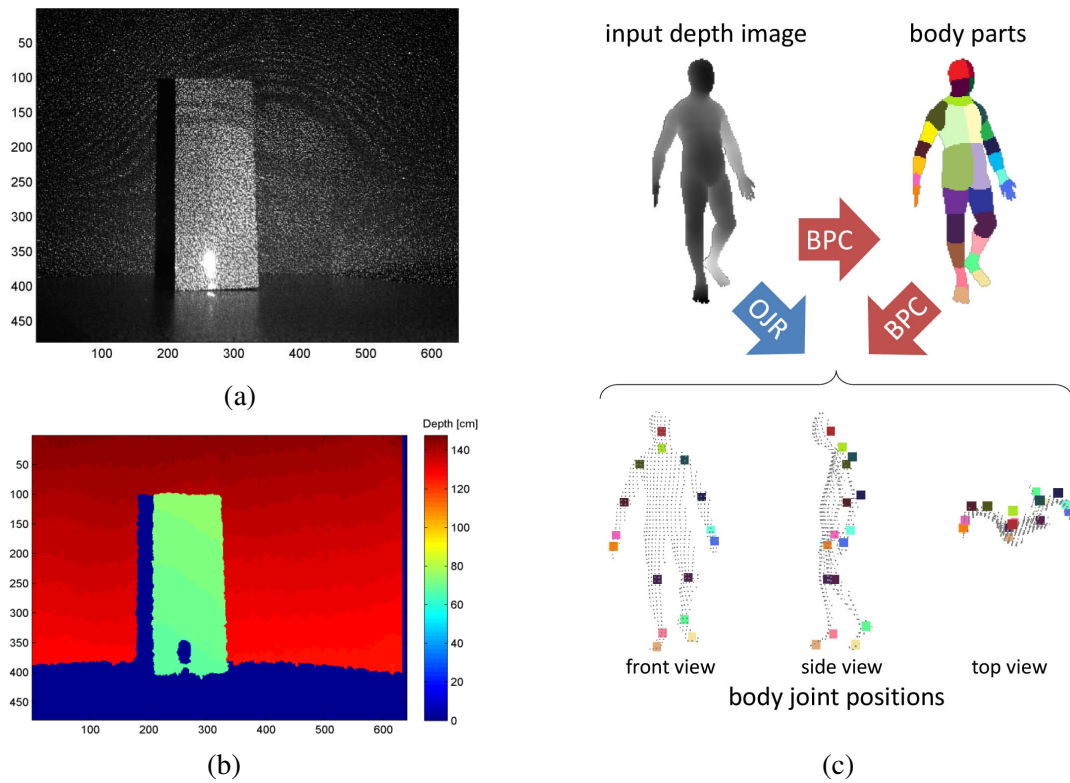 50
100
150
200
250
300
350
400
450
100 200 300 400 500 600
(a)
Depth [cm]
50
100
150
200
250
300
350
400
450
100 200 300 400 500 600
140
120
100
80
60
40
20
0
(b)
input depth image body parts
BPC
OJR BPC
front view side view top view
body joint positions
(c)